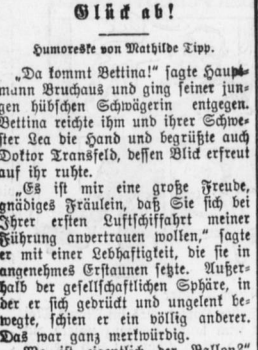 Glück ab!
Humoreske von Mathilde Tipp.
„Da kommt Bettina!“ sagte Haupt-
mann Bruchaus und ging seiner jun-
gen hübschen Schwägerin entgegen.
Bettina reichte ihm und ihrer Schwe-
ster Lea die Hand und begrüßte auch
Doktor Transfeld, dessen Blick erfreut
auf ihr ruhte.
„Es ist mir eine große Freude,
gnädiges Fräulein, daß Sie sich bei
Ihrer ersten Luftschiffahrt meiner
Führung anvertrauen wollen,“ sagte
er mit einer Lebhaftigkeit, die sie in
angenehmes Erstaunen setzte. Außer-
halb der gesellschaftlichen Sphäre, in
der er sich gedrückt und ungelenk be-
wegte, schien er ein völlig anderer.
Das war ganz merkwürdig.